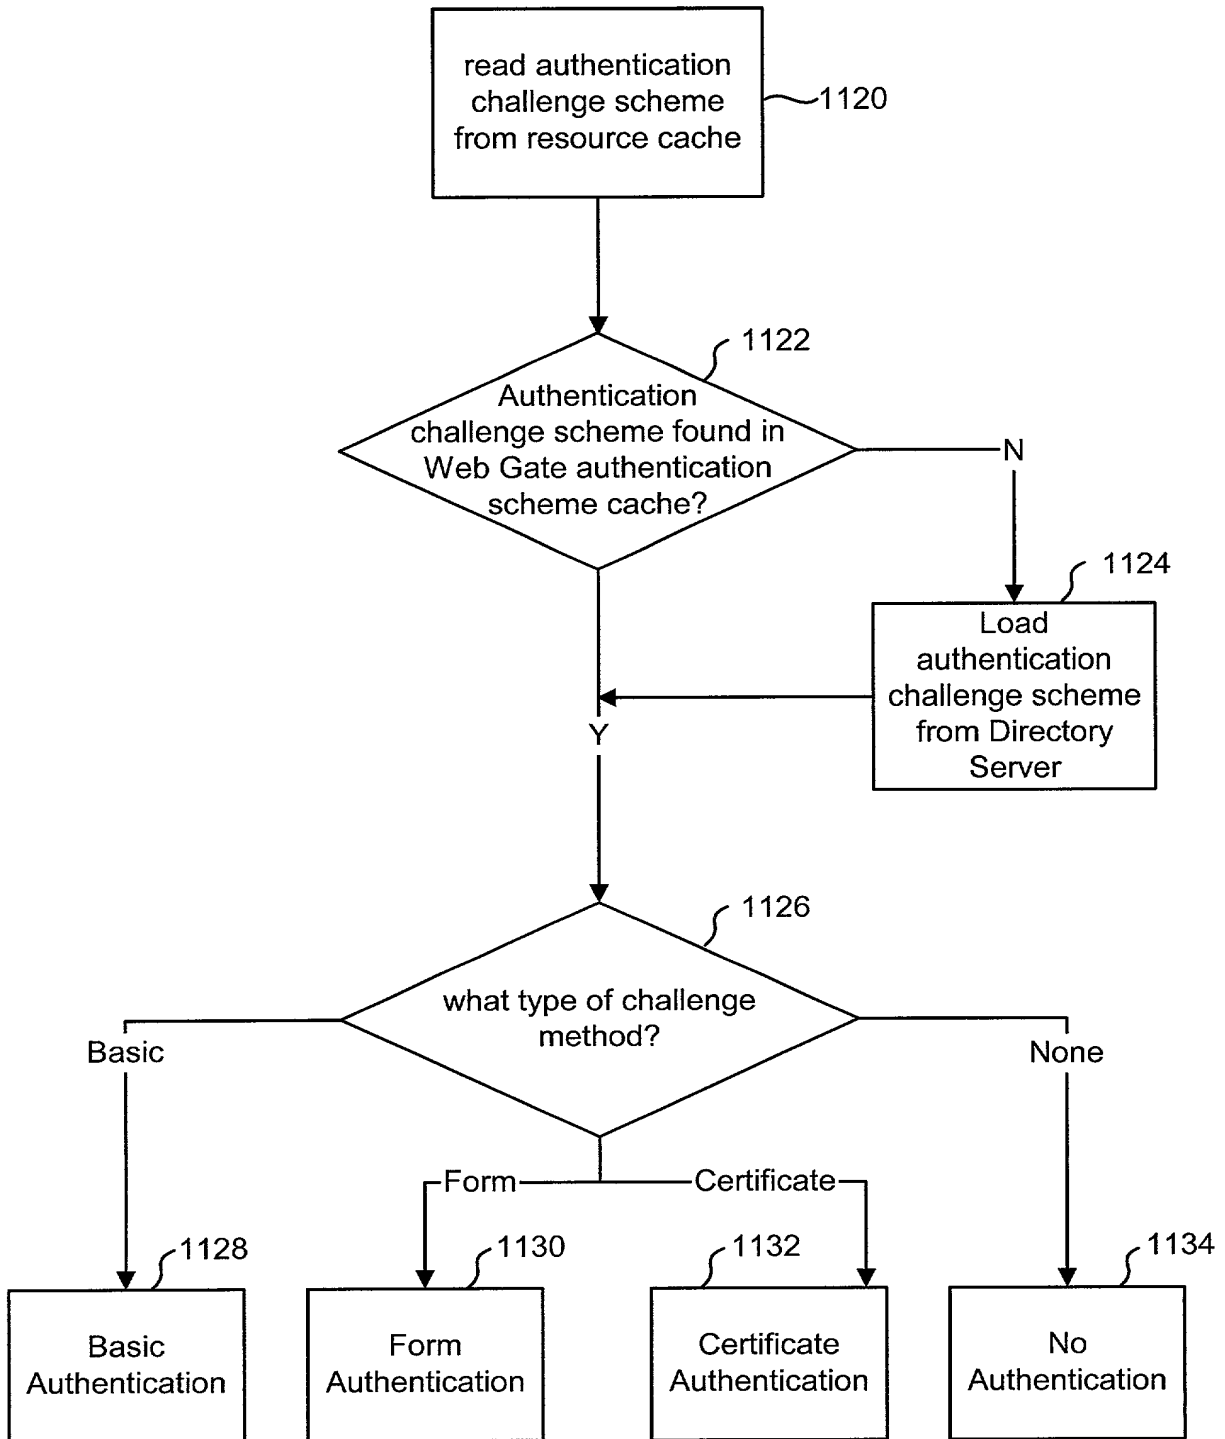 read authentication
challenge scheme
from resource cache
1120
1122
Authentication
challenge scheme found in
Web Gate authentication
scheme cache?
N
1124
Load
authentication
challenge scheme
from Directory
Server
Y
1126
what type of challenge
method?
Basic
None
Form
Certificate
1128
1130
1132
1134
Basic
Authentication
Form
Authentication
Certificate
Authentication
No
Authentication